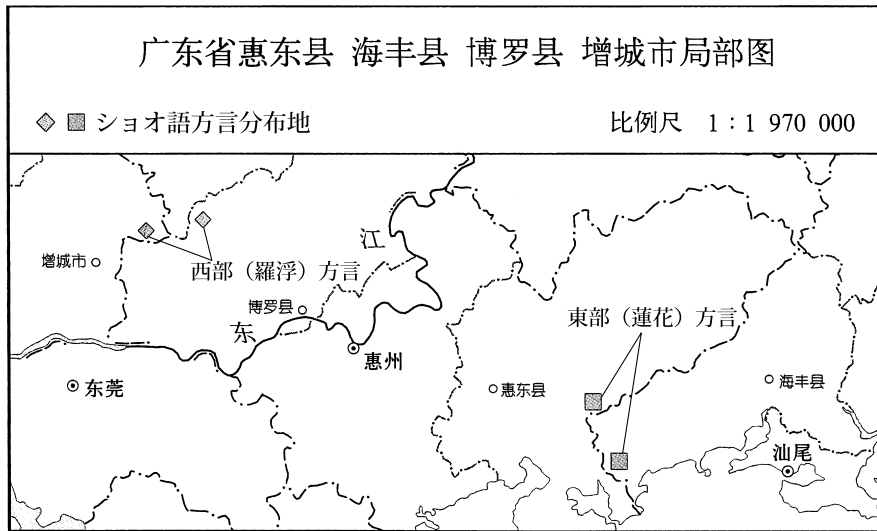 广东省惠东县 海丰县 博罗县 增城市局部图
ショオ語方言分布地
比例尺 1:1 970 000
江
增城市
西部（羅浮）方言
博罗县
东
東部（蓮花）方言
惠州
东莞
惠东县
海丰县
汕尾